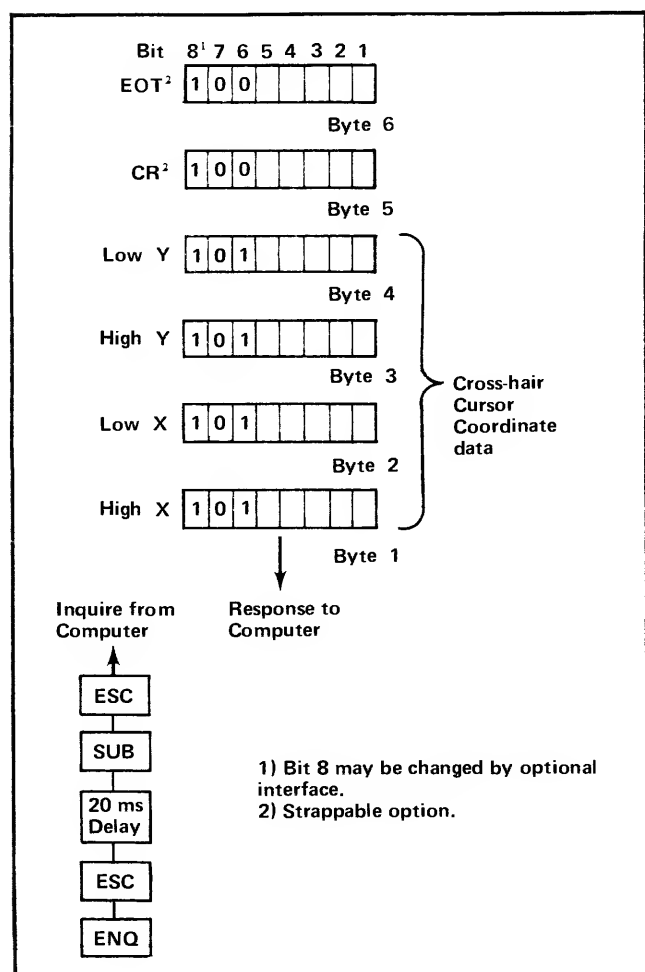 Bit 8¹ 7 6 5 4 3 2 1
EOT² 1 0 0
Byte 6
CR² 1 0 0
Byte 5
Low Y 1 0 1
Byte 4
High Y 1 0 1
Byte 3
Cross-hair
Cursor
Coordinate
data
Low X 1 0 1
Byte 2
High X 1 0 1
Byte 1
Inquire from
Computer
Response to
Computer
ESC
SUB
20 ms
Delay
ESC
ENQ
1) Bit 8 may be changed by optional
interface.
2) Strappable option.